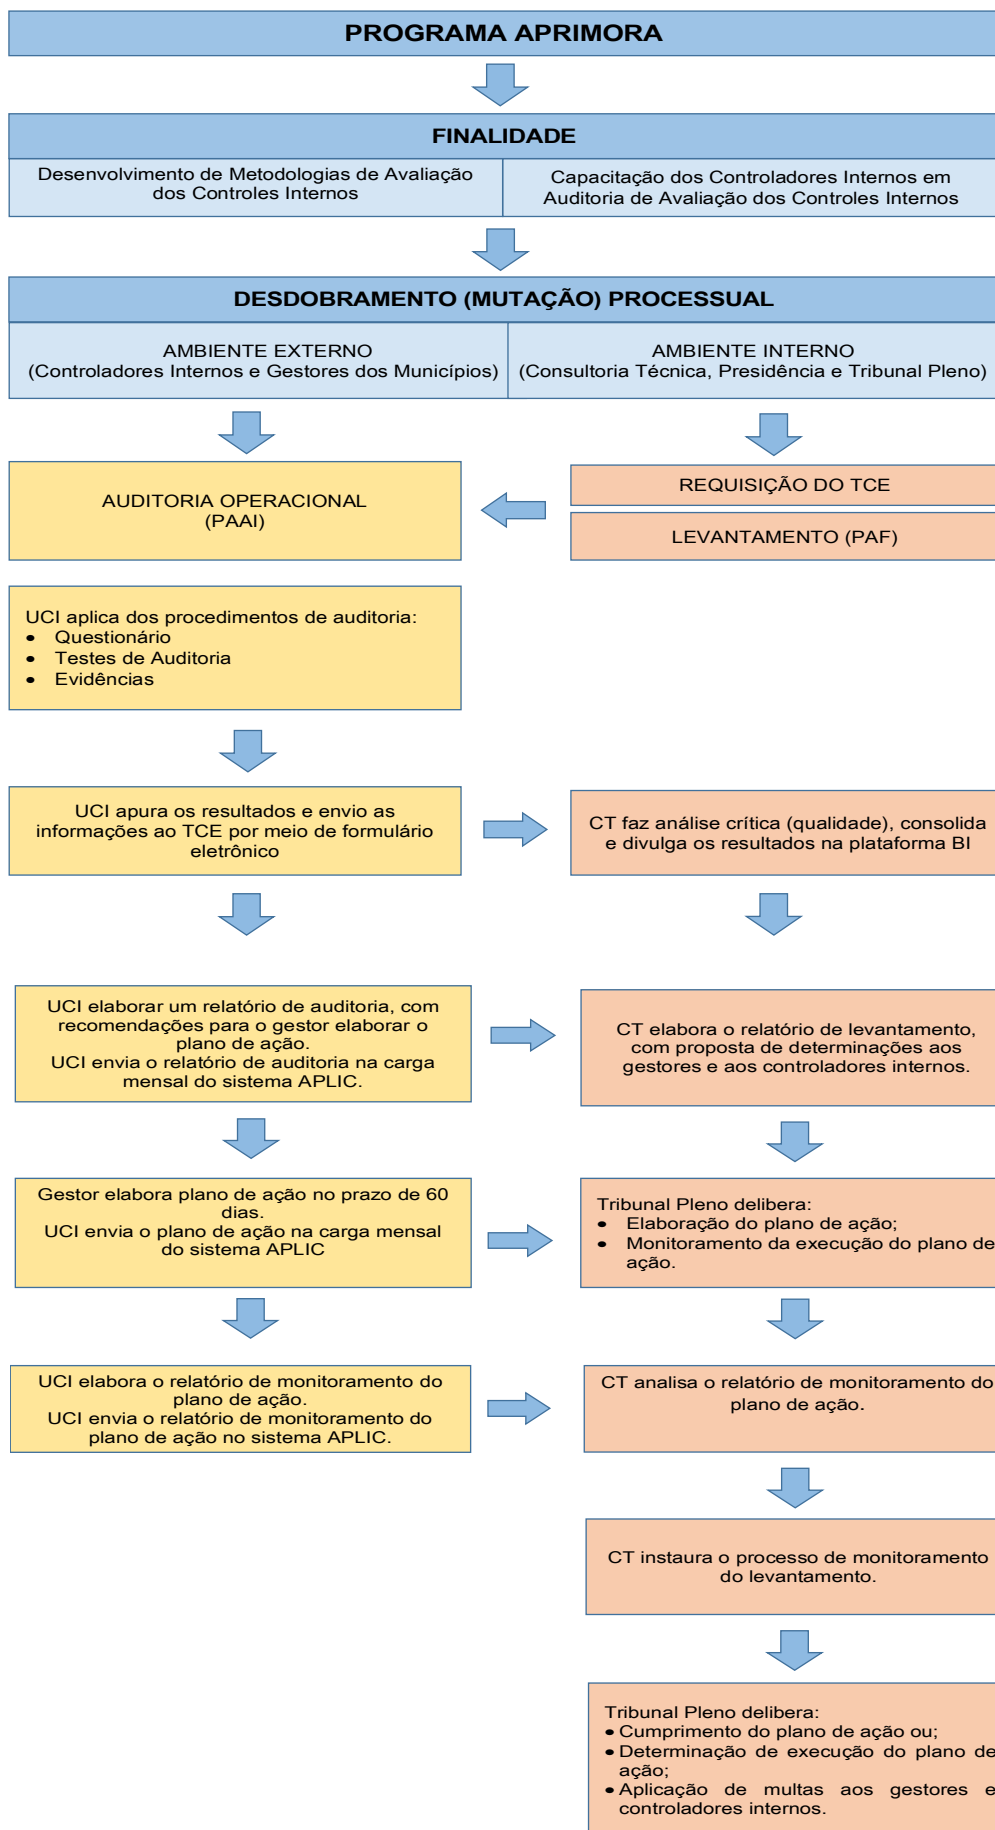 PROGRAMA APRIMORA
FINALIDADE
Desenvolvimento de Metodologias de Avaliação
dos Controles Internos
Capacitação dos Controladores Internos em
Auditoria de Avaliação dos Controles Internos
DESDOBRAMENTO (MUTAÇÃO) PROCESSUAL
AMBIENTE EXTERNO
(Controladores Internos e Gestores dos Municípios)
AMBIENTE INTERNO
(Consultoria Técnica, Presidência e Tribunal Pleno)
AUDITORIA OPERACIONAL
(PAAI)
REQUISIÇÃO DO TCE
LEVANTAMENTO (PAF)
UCI aplica dos procedimentos de auditoria:
• Questionário
• Testes de Auditoria
• Evidências
UCI apura os resultados e envio as
informações ao TCE por meio de formulário
eletrônico
CT faz análise crítica (qualidade), consolida
e divulga os resultados na plataforma BI
UCI elaborar um relatório de auditoria, com
recomendações para o gestor elaborar o
plano de ação.
UCI envia o relatório de auditoria na carga
mensal do sistema APLIC.
CT elabora o relatório de levantamento,
com proposta de determinações aos
gestores e aos controladores internos.
Gestor elabora plano de ação no prazo de 60
dias.
UCI envia o plano de ação na carga mensal
do sistema APLIC
Tribunal Pleno delibera:
• Elaboração do plano de ação;
• Monitoramento da execução do plano de
ação.
UCI elabora o relatório de monitoramento do
plano de ação.
UCI envia o relatório de monitoramento do
plano de ação no sistema APLIC.
CT analisa o relatório de monitoramento do
plano de ação.
CT instaura o processo de monitoramento
do levantamento.
Tribunal Pleno delibera:
• Cumprimento do plano de ação ou;
• Determinação de execução do plano de
ação;
• Aplicação de multas aos gestores e
controladores internos.